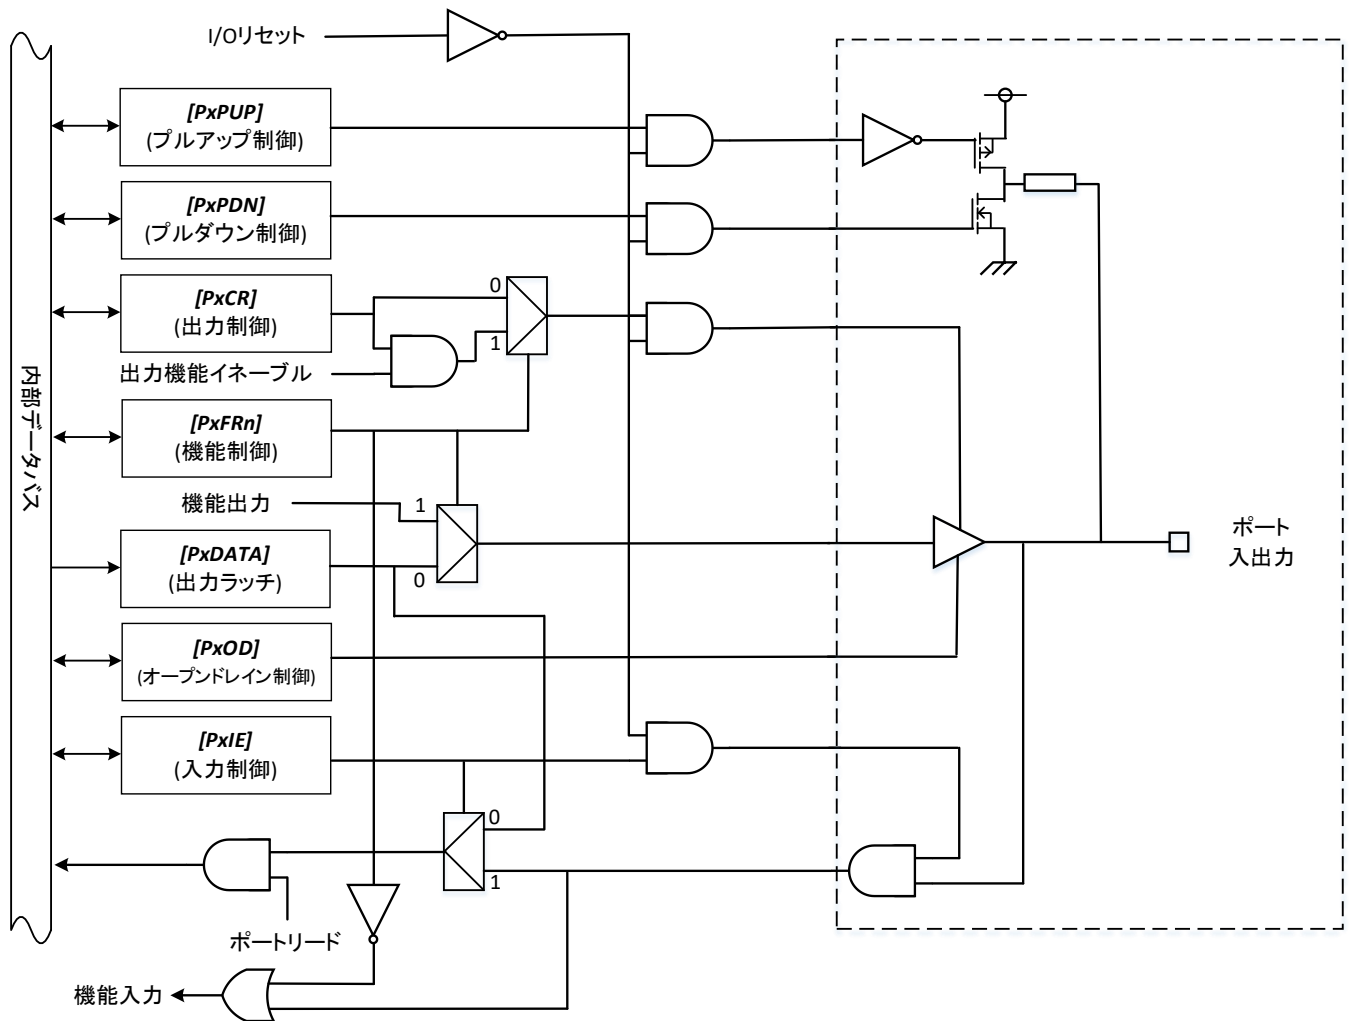 I/Oリセット
[PxPUP]
(プルアップ制御)
[PxPDN]
(プルダウン制御)
[PxCR]
(出力制御)
0
1
出力機能イネーブル
内部データバス
[PxFRn]
(機能制御)
機能出力
1
[PxDATA]
(出力ラッチ)
0
ポート
入出力
[PxOD]
(オープンドレイン制御)
[PxIE]
(入力制御)
0
1
ポートリード
機能入力